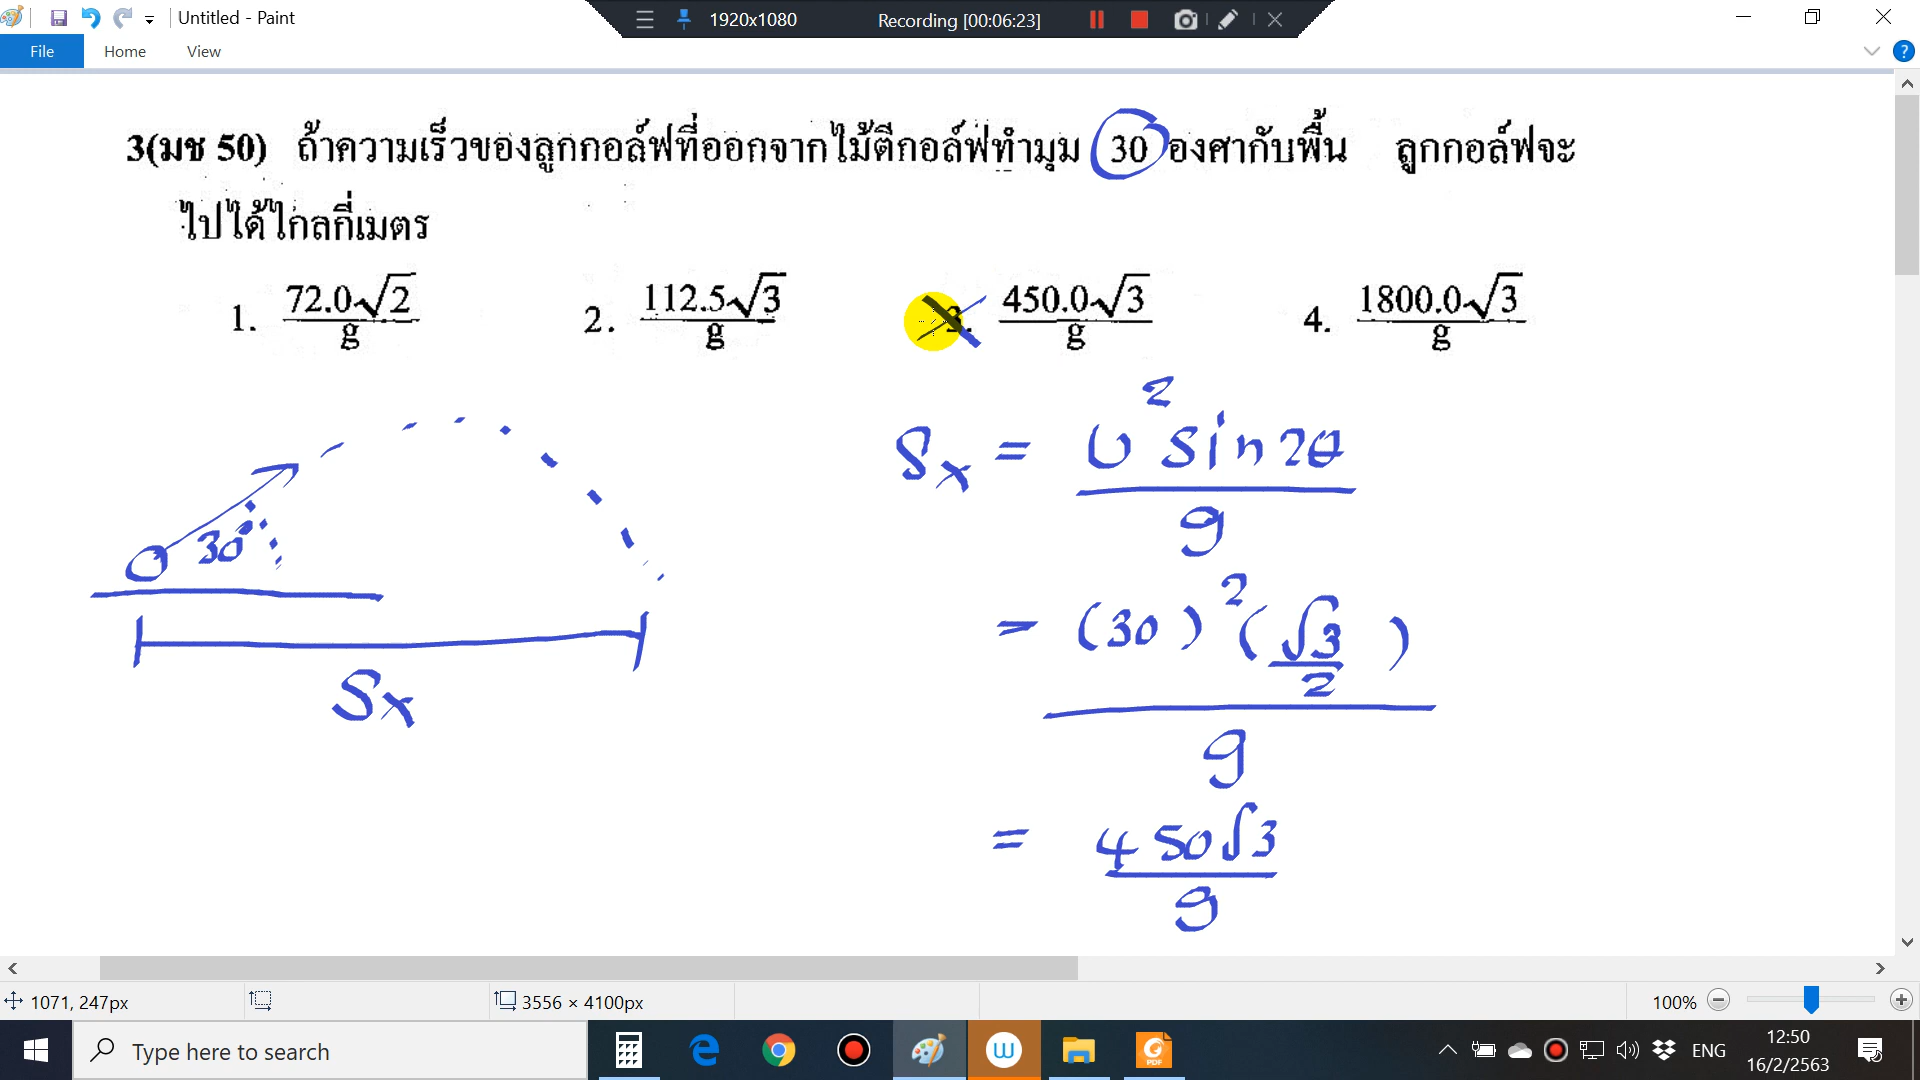 Untitled - Paint
1920x1080
Recording [00:06:23]
File
Home
View
3(มช 50) ถ้าความเร็วของลูกกอล์ฟที่ออกจากไม้ตีกอล์ฟทำมุม 30 องศากับพื้น ลูกกอล์ฟจะ
ไปได้ไกลกี่เมตร
1. 72.0√2/g 2. 112.5√3/g 3. 450.0√3/g 4. 1800.0√3/g
Sx = u² sin 2θ / g
30°
= (30)² (√3/2) / g
Sx
= 450√3 / g
1071, 247px
3556 × 4100px
100%
Type here to search
ENG
12:50
16/2/2563